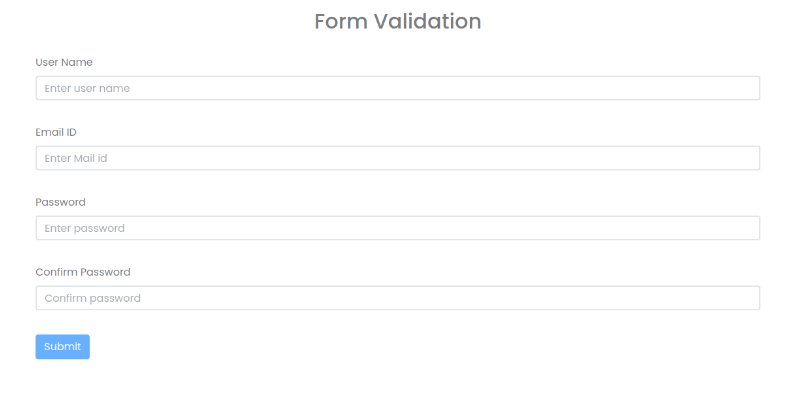 Form Validation
User Name
Enter user name
Email ID
Enter Mail id
Password
Enter password
Confirm Password
Confirm password
Submit